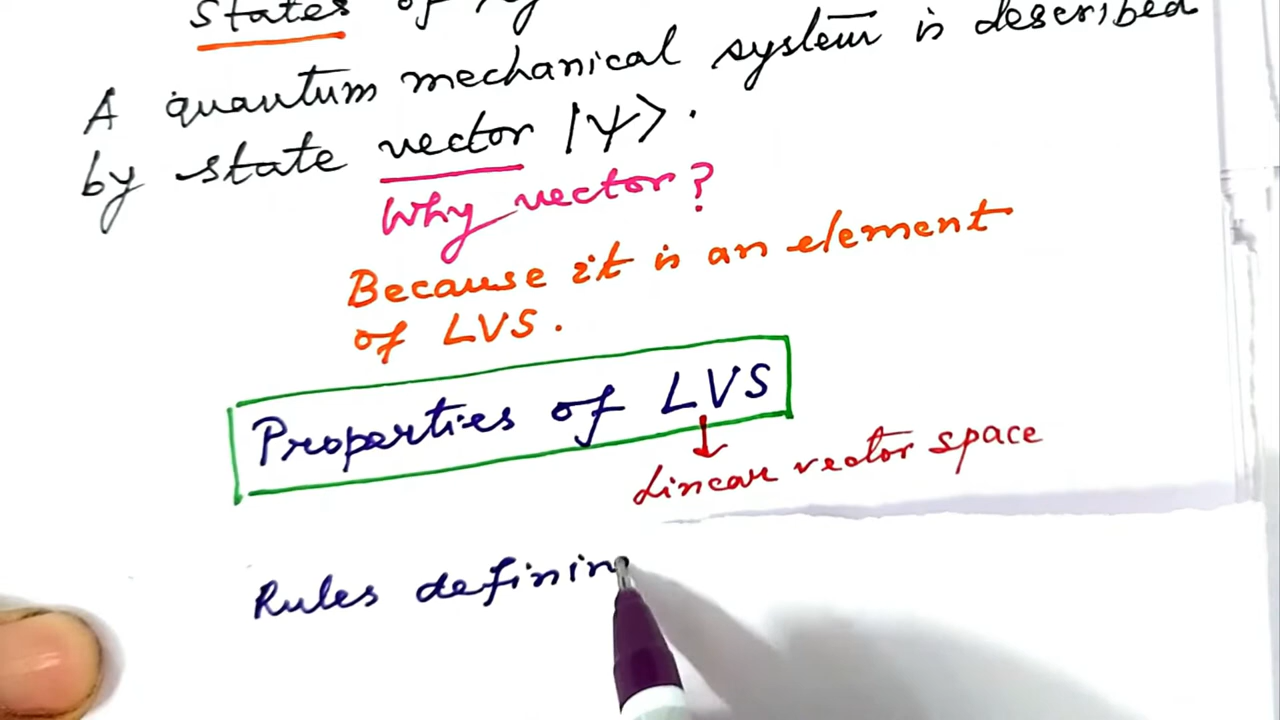 States of
A quantum mechanical system is described
by state vector |ψ>.
Why vector?
Because it is an element
of LVS.
Properties of LVS
Linear vector space
Rules defining